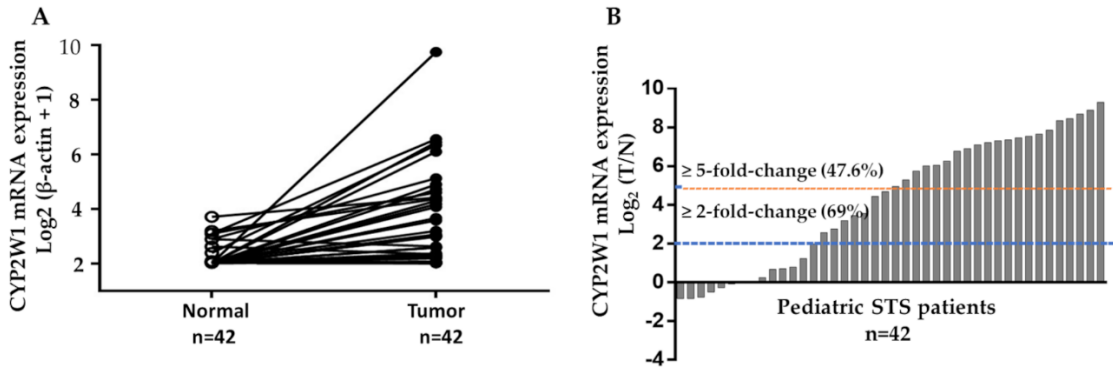 A
CYP2W1 mRNA expression
Log2 (β-actin + 1)
10
8
6
4
2
Normal
n=42
Tumor
n=42
B
CYP2W1 mRNA expression
Log₂ (T/N)
10
8
6
4
2
0
-2
-4
≥ 5-fold-change (47.6%)
≥ 2-fold-change (69%)
Pediatric STS patients
n=42